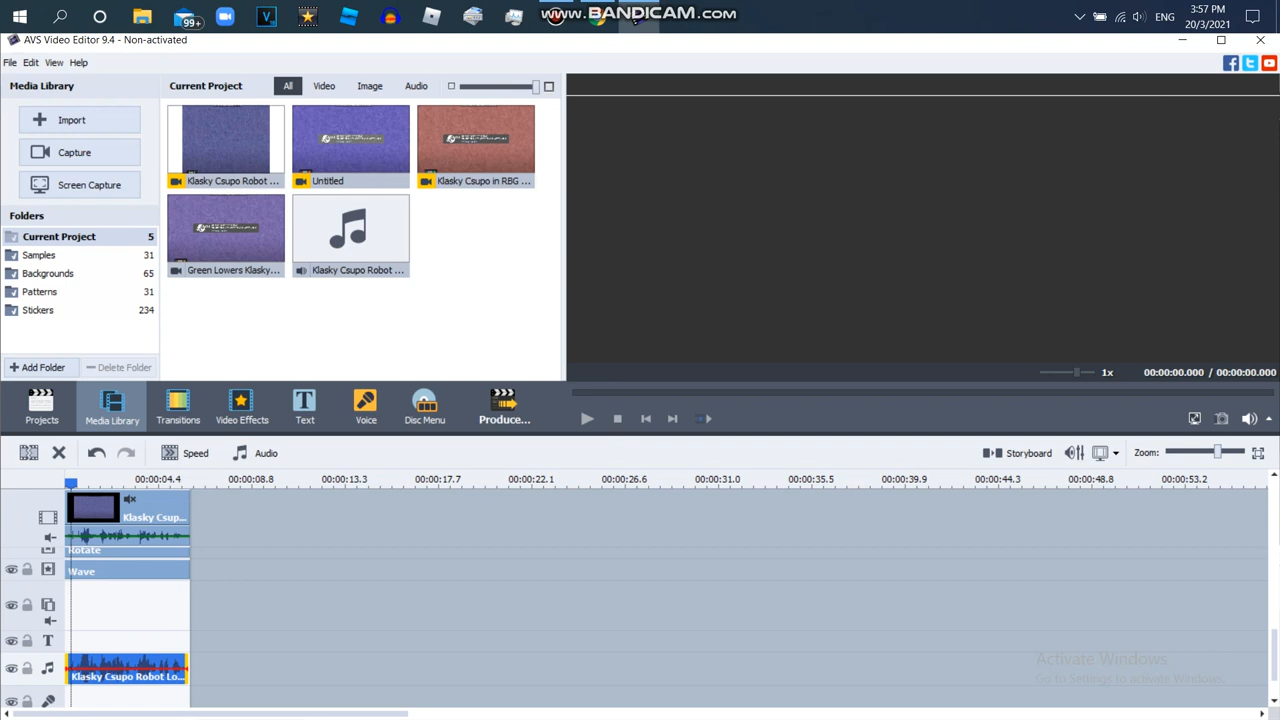 99+
www.BANDICAM.com
ENG
3:57 PM
20/3/2021
AVS Video Editor 9.4 - Non-activated
File Edit View Help
Media Library
Current Project
All
Video
Image
Audio
Import
Capture
Screen Capture
Klasky Csupo Robot ...
Untitled
Klasky Csupo in RBG ...
Folders
Current Project 5
Samples 31
Backgrounds 65
Patterns 31
Stickers 234
Green Lowers Klasky...
Klasky Csupo Robot ...
Add Folder
Delete Folder
1x
00:00:00.000 / 00:00:00.000
Projects
Media Library
Transitions
Video Effects
Text
Voice
Disc Menu
Produce...
Speed
Audio
Storyboard
Zoom:
00:00:04.4
00:00:08.8
00:00:13.3
00:00:17.7
00:00:22.1
00:00:26.6
00:00:31.0
00:00:35.5
00:00:39.9
00:00:44.3
00:00:48.8
00:00:53.2
Klasky Csup...
Rotate
Wave
T
Klasky Csupo Robot Lo...
Activate Windows
Go to Settings to activate Windows.